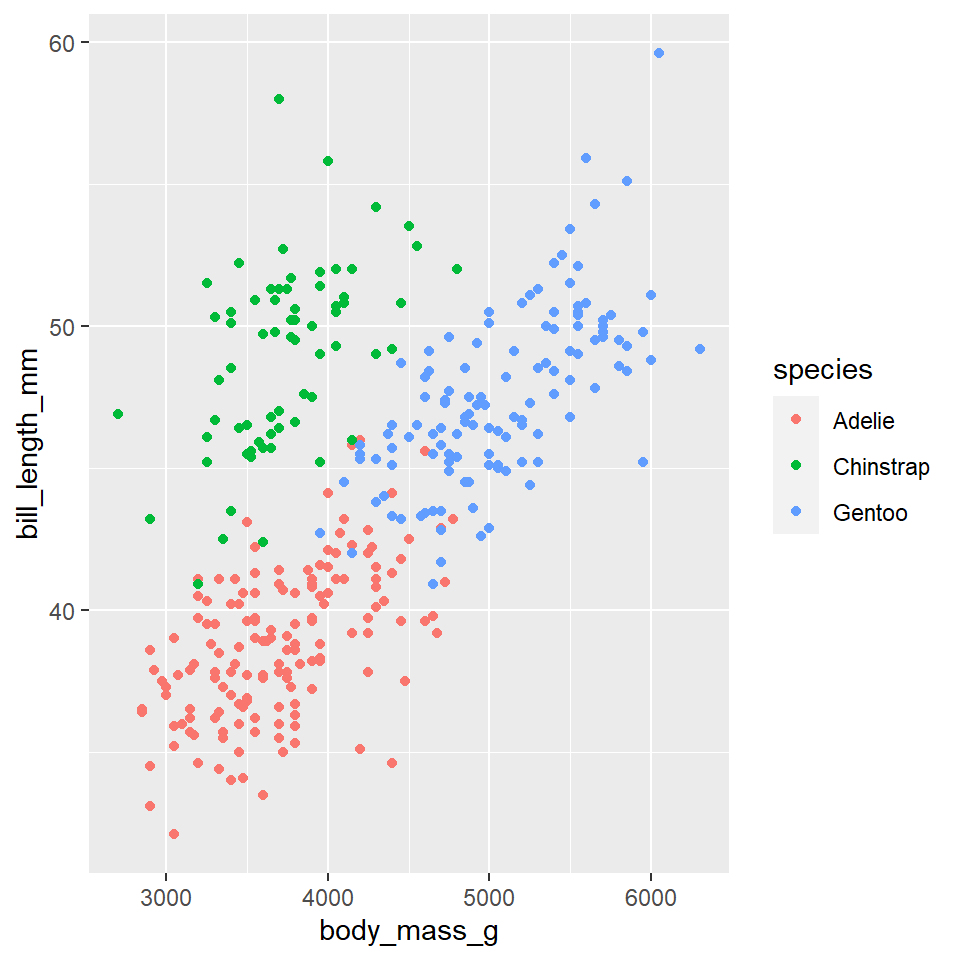 60
50
40
bill_length_mm
3000 4000 5000 6000
body_mass_g
species
Adelie
Chinstrap
Gentoo